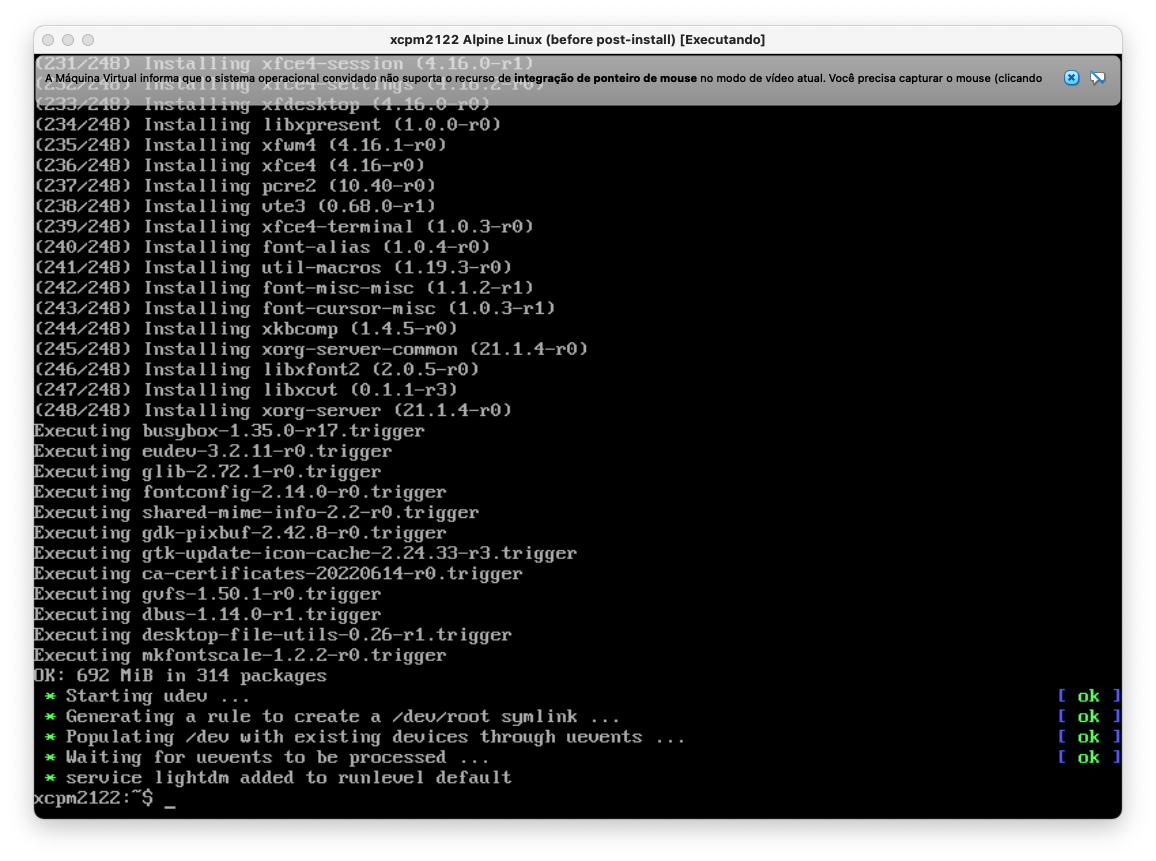 xcpm2122 Alpine Linux (before post-install) [Executando]
(231/248) Installing xfce4-session (4.16.0-r1)
A Máquina Virtual informa que o sistema operacional convidado não suporta o recurso de integração de ponteiro de mouse no modo de vídeo atual. Você precisa capturar o mouse (clicando
(232/248) Installing xfce4-settings (4.16.2-r0)
(233/248) Installing xfdesktop (4.16.0-r0)
(234/248) Installing libxpresent (1.0.0-r0)
(235/248) Installing xfwm4 (4.16.1-r0)
(236/248) Installing xfce4 (4.16-r0)
(237/248) Installing pcre2 (10.40-r0)
(238/248) Installing vte3 (0.68.0-r1)
(239/248) Installing xfce4-terminal (1.0.3-r0)
(240/248) Installing font-alias (1.0.4-r0)
(241/248) Installing util-macros (1.19.3-r0)
(242/248) Installing font-misc-misc (1.1.2-r1)
(243/248) Installing font-cursor-misc (1.0.3-r1)
(244/248) Installing xkbcomp (1.4.5-r0)
(245/248) Installing xorg-server-common (21.1.4-r0)
(246/248) Installing libxfont2 (2.0.5-r0)
(247/248) Installing libxcvt (0.1.1-r3)
(248/248) Installing xorg-server (21.1.4-r0)
Executing busybox-1.35.0-r17.trigger
Executing eudev-3.2.11-r0.trigger
Executing glib-2.72.1-r0.trigger
Executing fontconfig-2.14.0-r0.trigger
Executing shared-mime-info-2.2-r0.trigger
Executing gdk-pixbuf-2.42.8-r0.trigger
Executing gtk-update-icon-cache-2.24.33-r3.trigger
Executing ca-certificates-20220614-r0.trigger
Executing gvfs-1.50.1-r0.trigger
Executing dbus-1.14.0-r1.trigger
Executing desktop-file-utils-0.26-r1.trigger
Executing mkfontscale-1.2.2-r0.trigger
OK: 692 MiB in 314 packages
* Starting udev ... [ ok ]
* Generating a rule to create a /dev/root symlink ... [ ok ]
* Populating /dev with existing devices through uevents ... [ ok ]
* Waiting for uevents to be processed ... [ ok ]
* service lightdm added to runlevel default
xcpm2122:~$ _